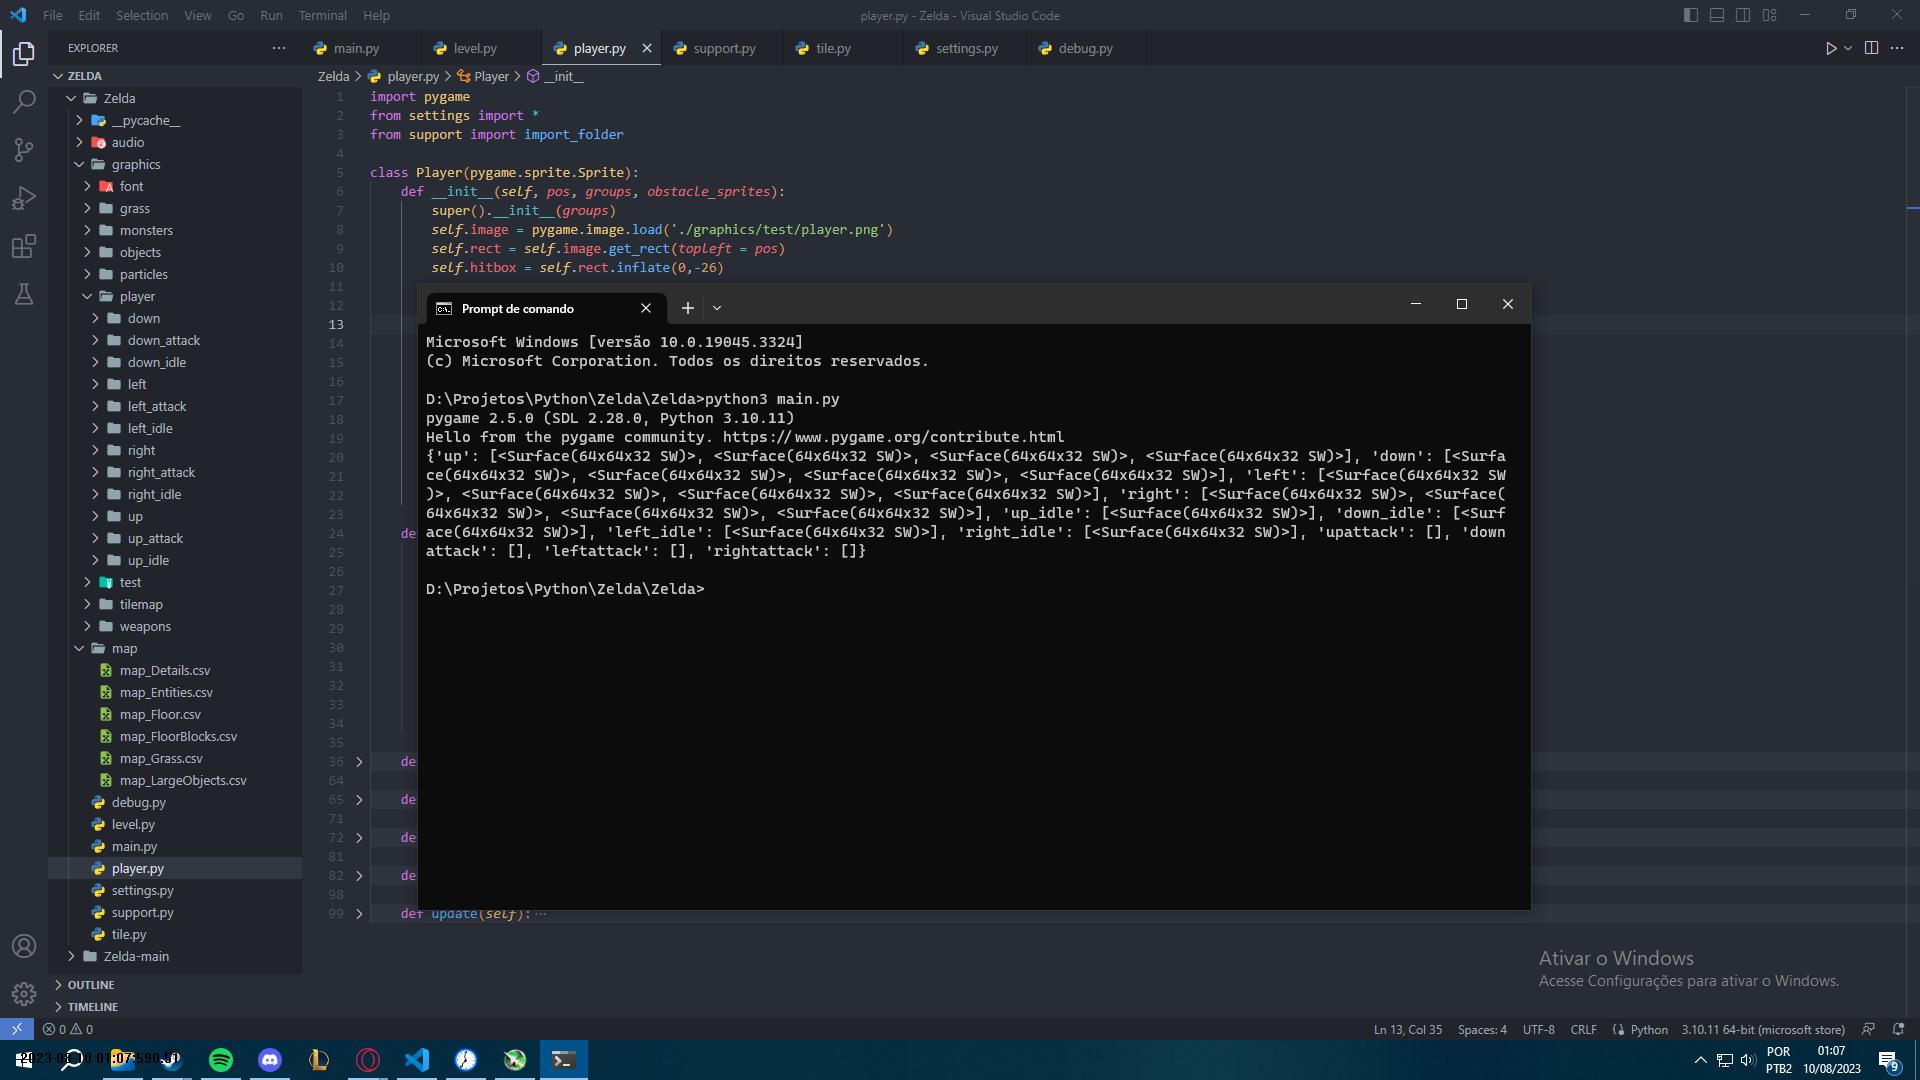 File Edit Selection View Go Run Terminal Help
player.py - Zelda - Visual Studio Code
EXPLORER
main.py level.py player.py support.py tile.py settings.py debug.py
ZELDA
Zelda
__pycache__
audio
graphics
font
grass
monsters
objects
particles
player
down
down_attack
down_idle
left
left_attack
left_idle
right
right_attack
right_idle
up
up_attack
up_idle
test
tilemap
weapons
map
map_Details.csv
map_Entities.csv
map_Floor.csv
map_FloorBlocks.csv
map_Grass.csv
map_LargeObjects.csv
debug.py
level.py
main.py
player.py
settings.py
support.py
tile.py
Zelda-main
OUTLINE
TIMELINE
Zelda > player.py > Player > __init__
1 import pygame
2 from settings import *
3 from support import import_folder
4
5 class Player(pygame.sprite.Sprite):
6 def __init__(self, pos, groups, obstacle_sprites):
7 super().__init__(groups)
8 self.image = pygame.image.load('./graphics/test/player.png')
9 self.rect = self.image.get_rect(topleft = pos)
10 self.hitbox = self.rect.inflate(0,-26)
11
12
13
14
15
16
17
18
19
20
21
22
23
24 de
25
26
27
28
29
30
31
32
33
34
35
36 de
64
65 de
71
72 de
81
82 de
98
99 def update(self): ...
Prompt de comando
Microsoft Windows [versão 10.0.19045.3324]
(c) Microsoft Corporation. Todos os direitos reservados.
D:\Projetos\Python\Zelda\Zelda>python3 main.py
pygame 2.5.0 (SDL 2.28.0, Python 3.10.11)
Hello from the pygame community. https://www.pygame.org/contribute.html
{'up': [<Surface(64x64x32 SW)>, <Surface(64x64x32 SW)>, <Surface(64x64x32 SW)>, <Surface(64x64x32 SW)>], 'down': [<Surfa
ce(64x64x32 SW)>, <Surface(64x64x32 SW)>, <Surface(64x64x32 SW)>, <Surface(64x64x32 SW)>], 'left': [<Surface(64x64x32 SW
)>, <Surface(64x64x32 SW)>, <Surface(64x64x32 SW)>, <Surface(64x64x32 SW)>], 'right': [<Surface(64x64x32 SW)>, <Surface(
64x64x32 SW)>, <Surface(64x64x32 SW)>, <Surface(64x64x32 SW)>], 'up_idle': [<Surface(64x64x32 SW)>], 'down_idle': [<Surf
ace(64x64x32 SW)>], 'left_idle': [<Surface(64x64x32 SW)>], 'right_idle': [<Surface(64x64x32 SW)>], 'upattack': [], 'down
attack': [], 'leftattack': [], 'rightattack': []}
D:\Projetos\Python\Zelda\Zelda>
Ativar o Windows
Acesse Configurações para ativar o Windows.
0 0
Ln 13, Col 35 Spaces: 4 UTF-8 CRLF Python 3.10.11 64-bit (microsoft store)
POR
PTB2
01:07
10/08/2023
9